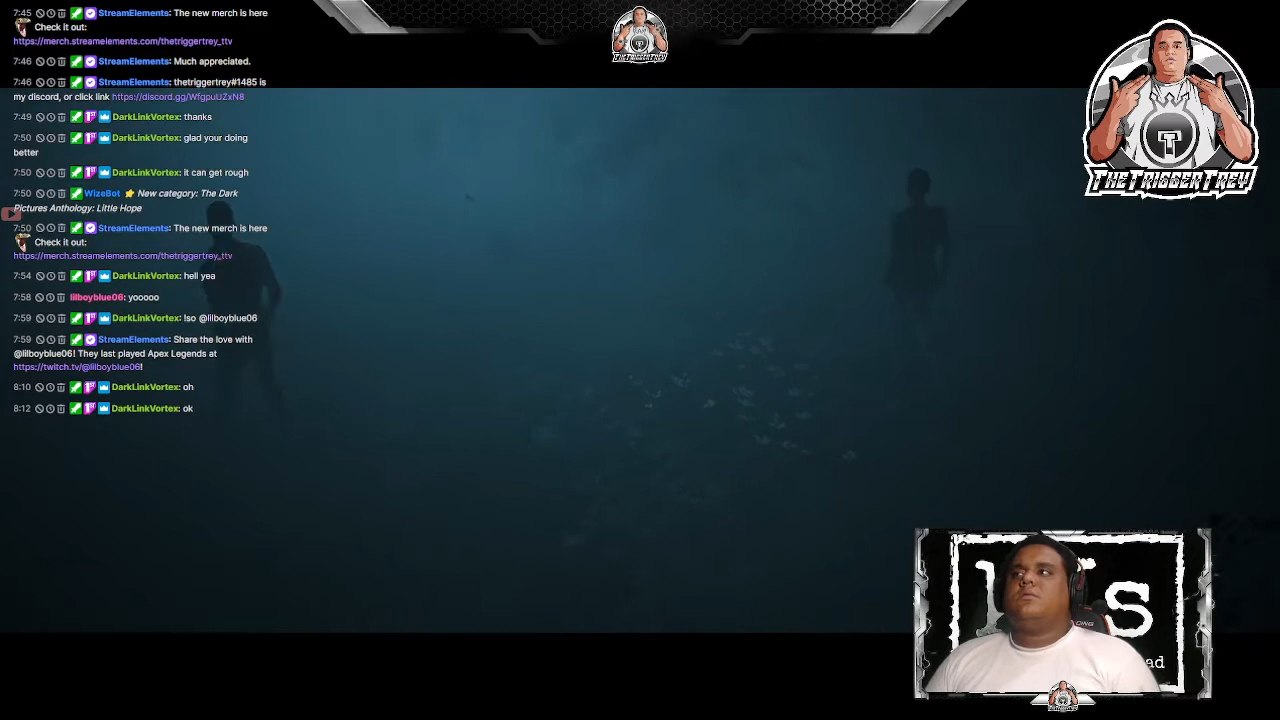 7:45 StreamElements: The new merch is here
Check it out:
https://merch.streamelements.com/thetriggertrey_ttv
7:46 StreamElements: Much appreciated.
7:46 StreamElements: thetriggertrey#1485 is
my discord, or click link https://discord.gg/WfgpuUZxN8
7:49 DarkLinkVortex: thanks
7:50 DarkLinkVortex: glad your doing
better
7:50 DarkLinkVortex: it can get rough
7:50 WizeBot New category: The Dark
Pictures Anthology: Little Hope
7:50 StreamElements: The new merch is here
Check it out:
https://merch.streamelements.com/thetriggertrey_ttv
7:54 DarkLinkVortex: hell yea
7:58 lilboyblue06: yooooo
7:59 DarkLinkVortex: !so @lilboyblue06
7:59 StreamElements: Share the love with
@lilboyblue06! They last played Apex Legends at
https://twitch.tv/@lilboyblue06!
8:10 DarkLinkVortex: oh
8:12 DarkLinkVortex: ok
TheTriggerTrey
T
TheTriggerTrey